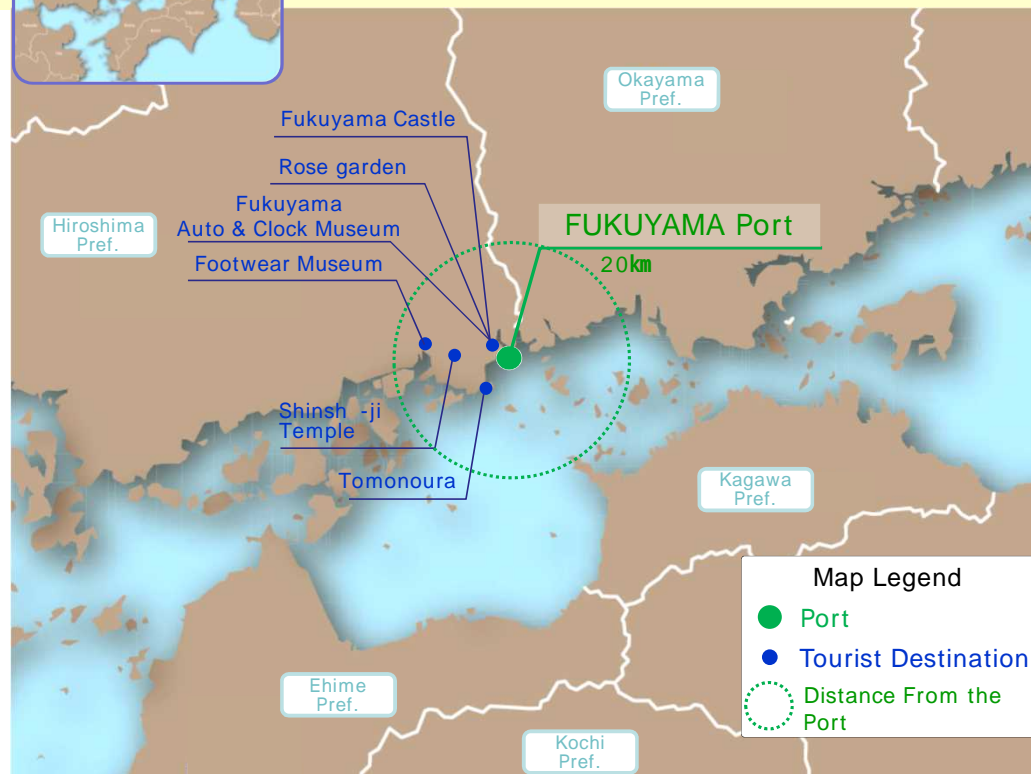 Okayama
Pref.
Fukuyama Castle
Rose garden
Fukuyama
Auto & Clock Museum
Footwear Museum
Hiroshima
Pref.
FUKUYAMA Port
20km
Shinsh -ji
Temple
Tomonoura
Kagawa
Pref.
Ehime
Pref.
Kochi
Pref.
Map Legend
Port
Tourist Destination
Distance From the
Port